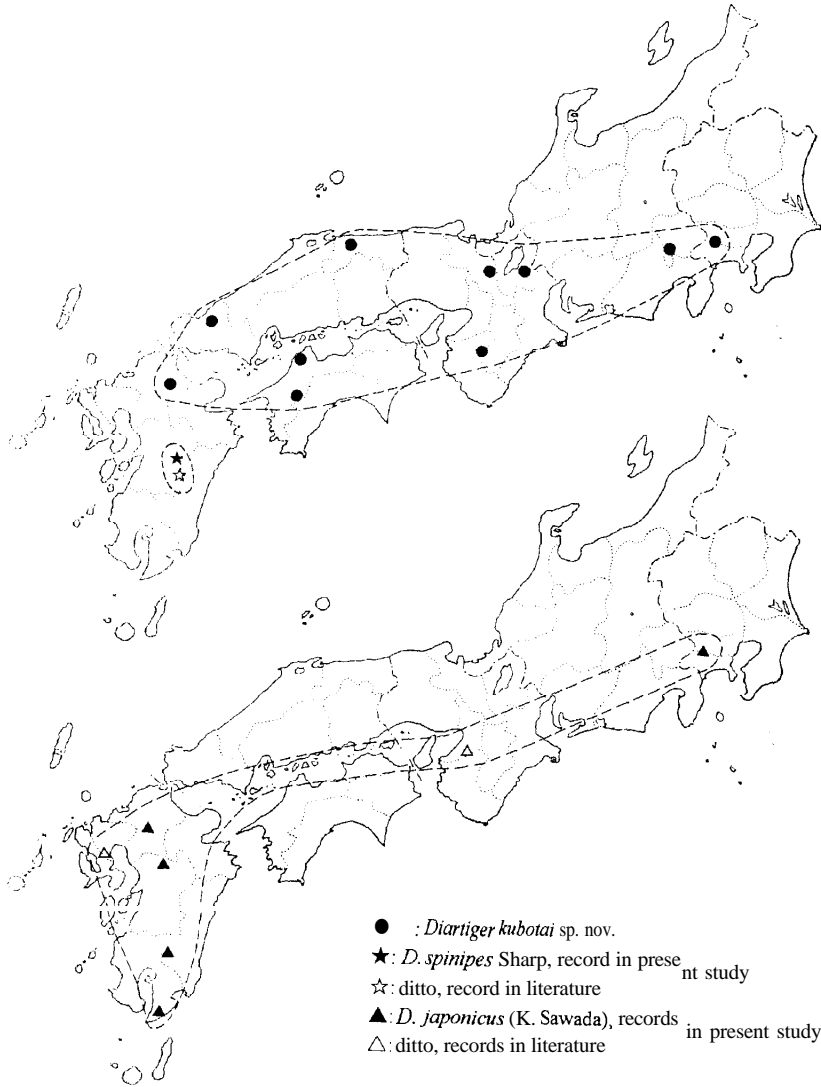 ● : Diartiger kubotai sp. nov.
★: D. spinipes Sharp, record in present study
☆: ditto, record in literature
▲: D. japonicus (K. Sawada), records in present study
△: ditto, records in literature